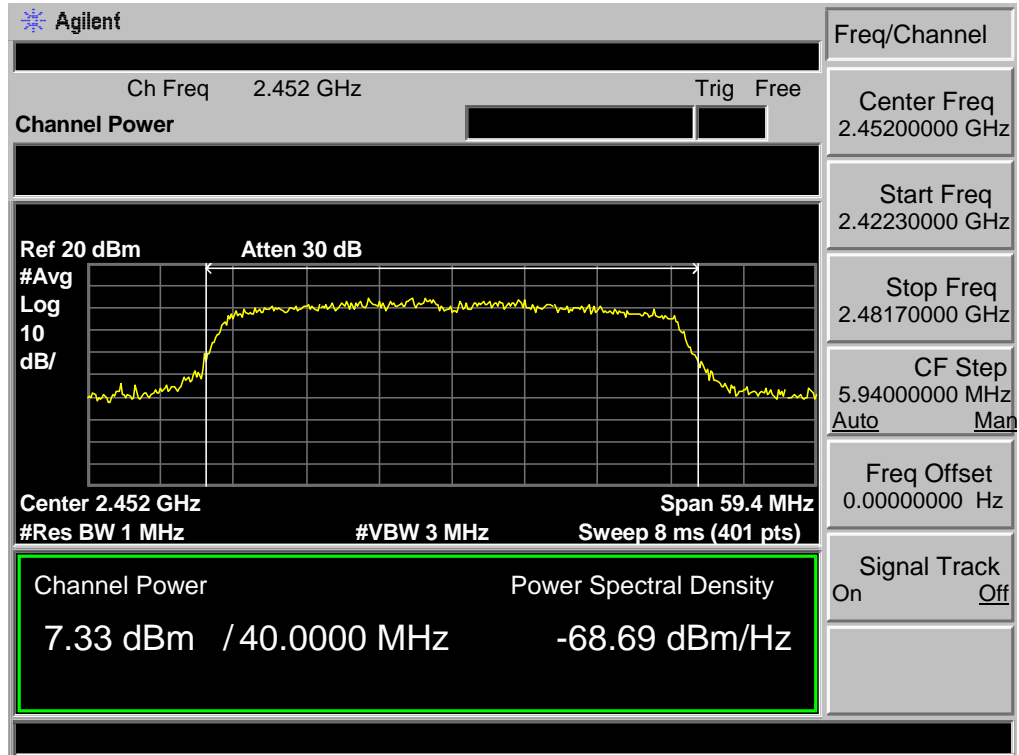 Agilent
Freq/Channel
Ch Freq 2.452 GHz Trig Free
Channel Power
Center Freq
2.45200000 GHz
Start Freq
2.42230000 GHz
Stop Freq
2.48170000 GHz
CF Step
5.94000000 MHz
Auto Man
Freq Offset
0.00000000 Hz
Signal Track
On Off
Ref 20 dBm Atten 30 dB
#Avg
Log
10
dB/
Center 2.452 GHz Span 59.4 MHz
#Res BW 1 MHz #VBW 3 MHz Sweep 8 ms (401 pts)
Channel Power Power Spectral Density
7.33 dBm / 40.0000 MHz -68.69 dBm/Hz